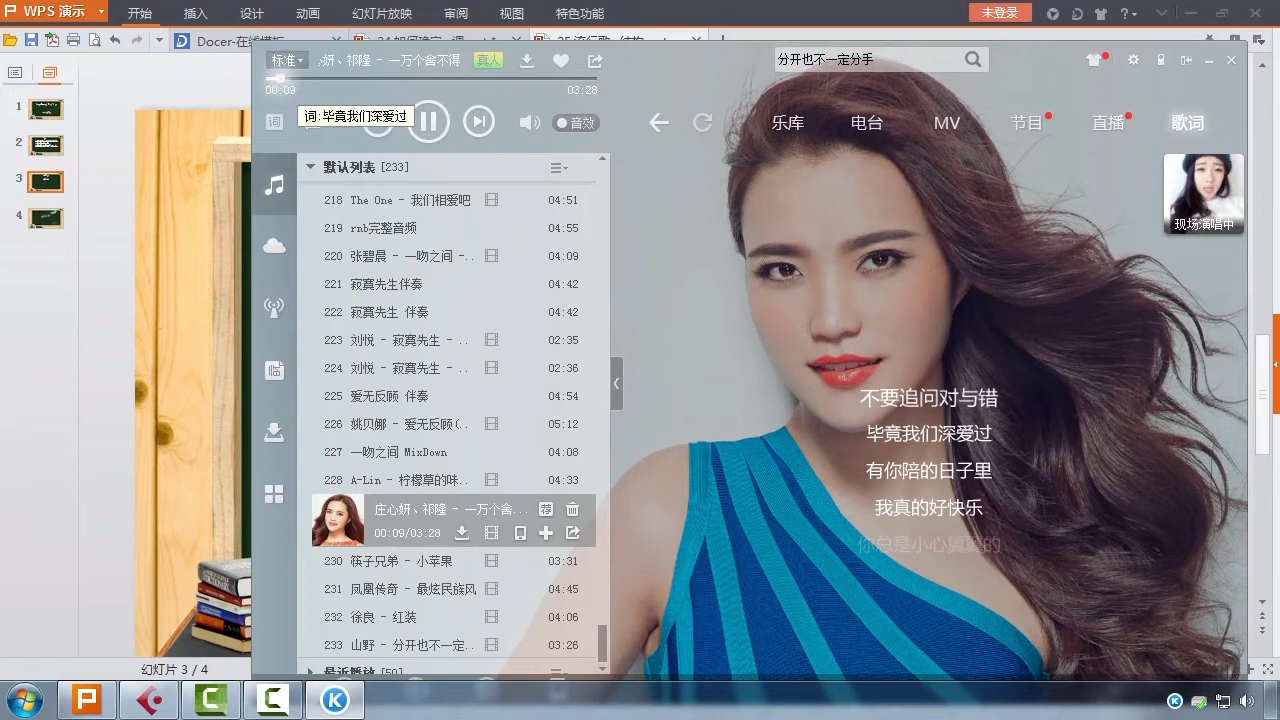 WPS 演示
开始
插入
设计
动画
幻灯片放映
审阅
视图
特色功能
未登录
标准
妍、祁隆 - 一万个舍不得
真人
分开也不一定分手
00:09
03:28
词: 毕竟我们深爱过
词
音效
乐库
电台
MV
节目
直播
歌词
默认列表 [233]
218 The One - 我们相爱吧 04:51
04:55
220 张碧晨 - 一吻之间 -.. 04:09
221 寂寞先生伴奏 04:42
222 寂寞先生 伴奏 04:42
223 刘悦 - 寂寞先生 - .. 02:35
224 刘悦 - 寂寞先生 - .. 02:36
225 爱无反顾 伴奏 04:54
226 姚贝娜 - 爱无反顾(. 05:12
227 一吻之间 MixDown 04:08
228 A-Lin - 柠檬草的味.. 04:33
庄心妍、祁隆 - 一万个舍...
00:09/03:28
230 筷子兄弟 - 小苹果 03:31
231 凤凰传奇 - 最炫民族风 04:45
232 徐良 - 红装 04:06
233 山野 - 分开也不一定.. 03:26
现场演唱中
不要追问对与错
毕竟我们深爱过
有你陪的日子里
我真的好快乐
你总是小心翼翼的
1
2
3
4
幻灯片 3 / 4